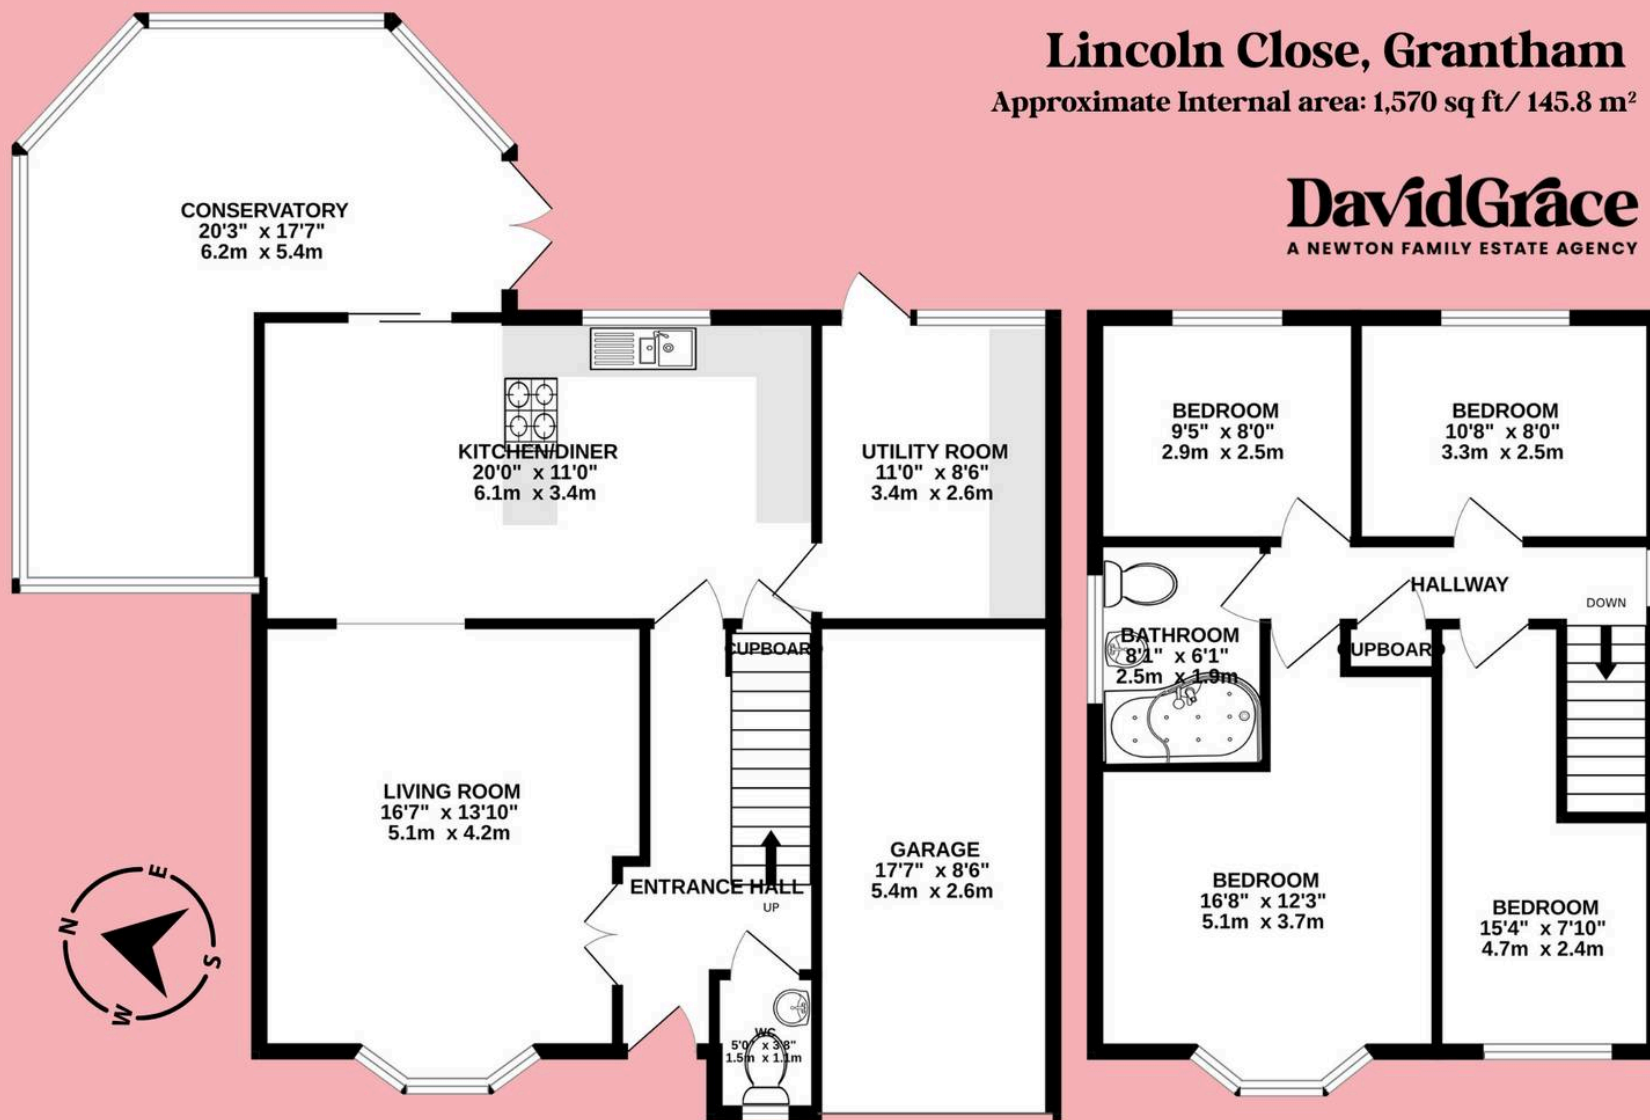 Lincoln Close, Grantham
Approximate Internal area: 1,570 sq ft/ 145.8 m²
DavidGrace
A NEWTON FAMILY ESTATE AGENCY
CONSERVATORY
20'3" x 17'7"
6.2m x 5.4m
KITCHEN/DINER
20'0" x 11'0"
6.1m x 3.4m
UTILITY ROOM
11'0" x 8'6"
3.4m x 2.6m
CUPBOARD
LIVING ROOM
16'7" x 13'10"
5.1m x 4.2m
ENTRANCE HALL
UP
GARAGE
17'7" x 8'6"
5.4m x 2.6m
WC
5'0" x 3'8"
1.5m x 1.1m
N
E
S
W
BEDROOM
9'5" x 8'0"
2.9m x 2.5m
BEDROOM
10'8" x 8'0"
3.3m x 2.5m
HALLWAY
DOWN
BATHROOM
8'1" x 6'1"
2.5m x 1.9m
CUPBOARD
BEDROOM
16'8" x 12'3"
5.1m x 3.7m
BEDROOM
15'4" x 7'10"
4.7m x 2.4m